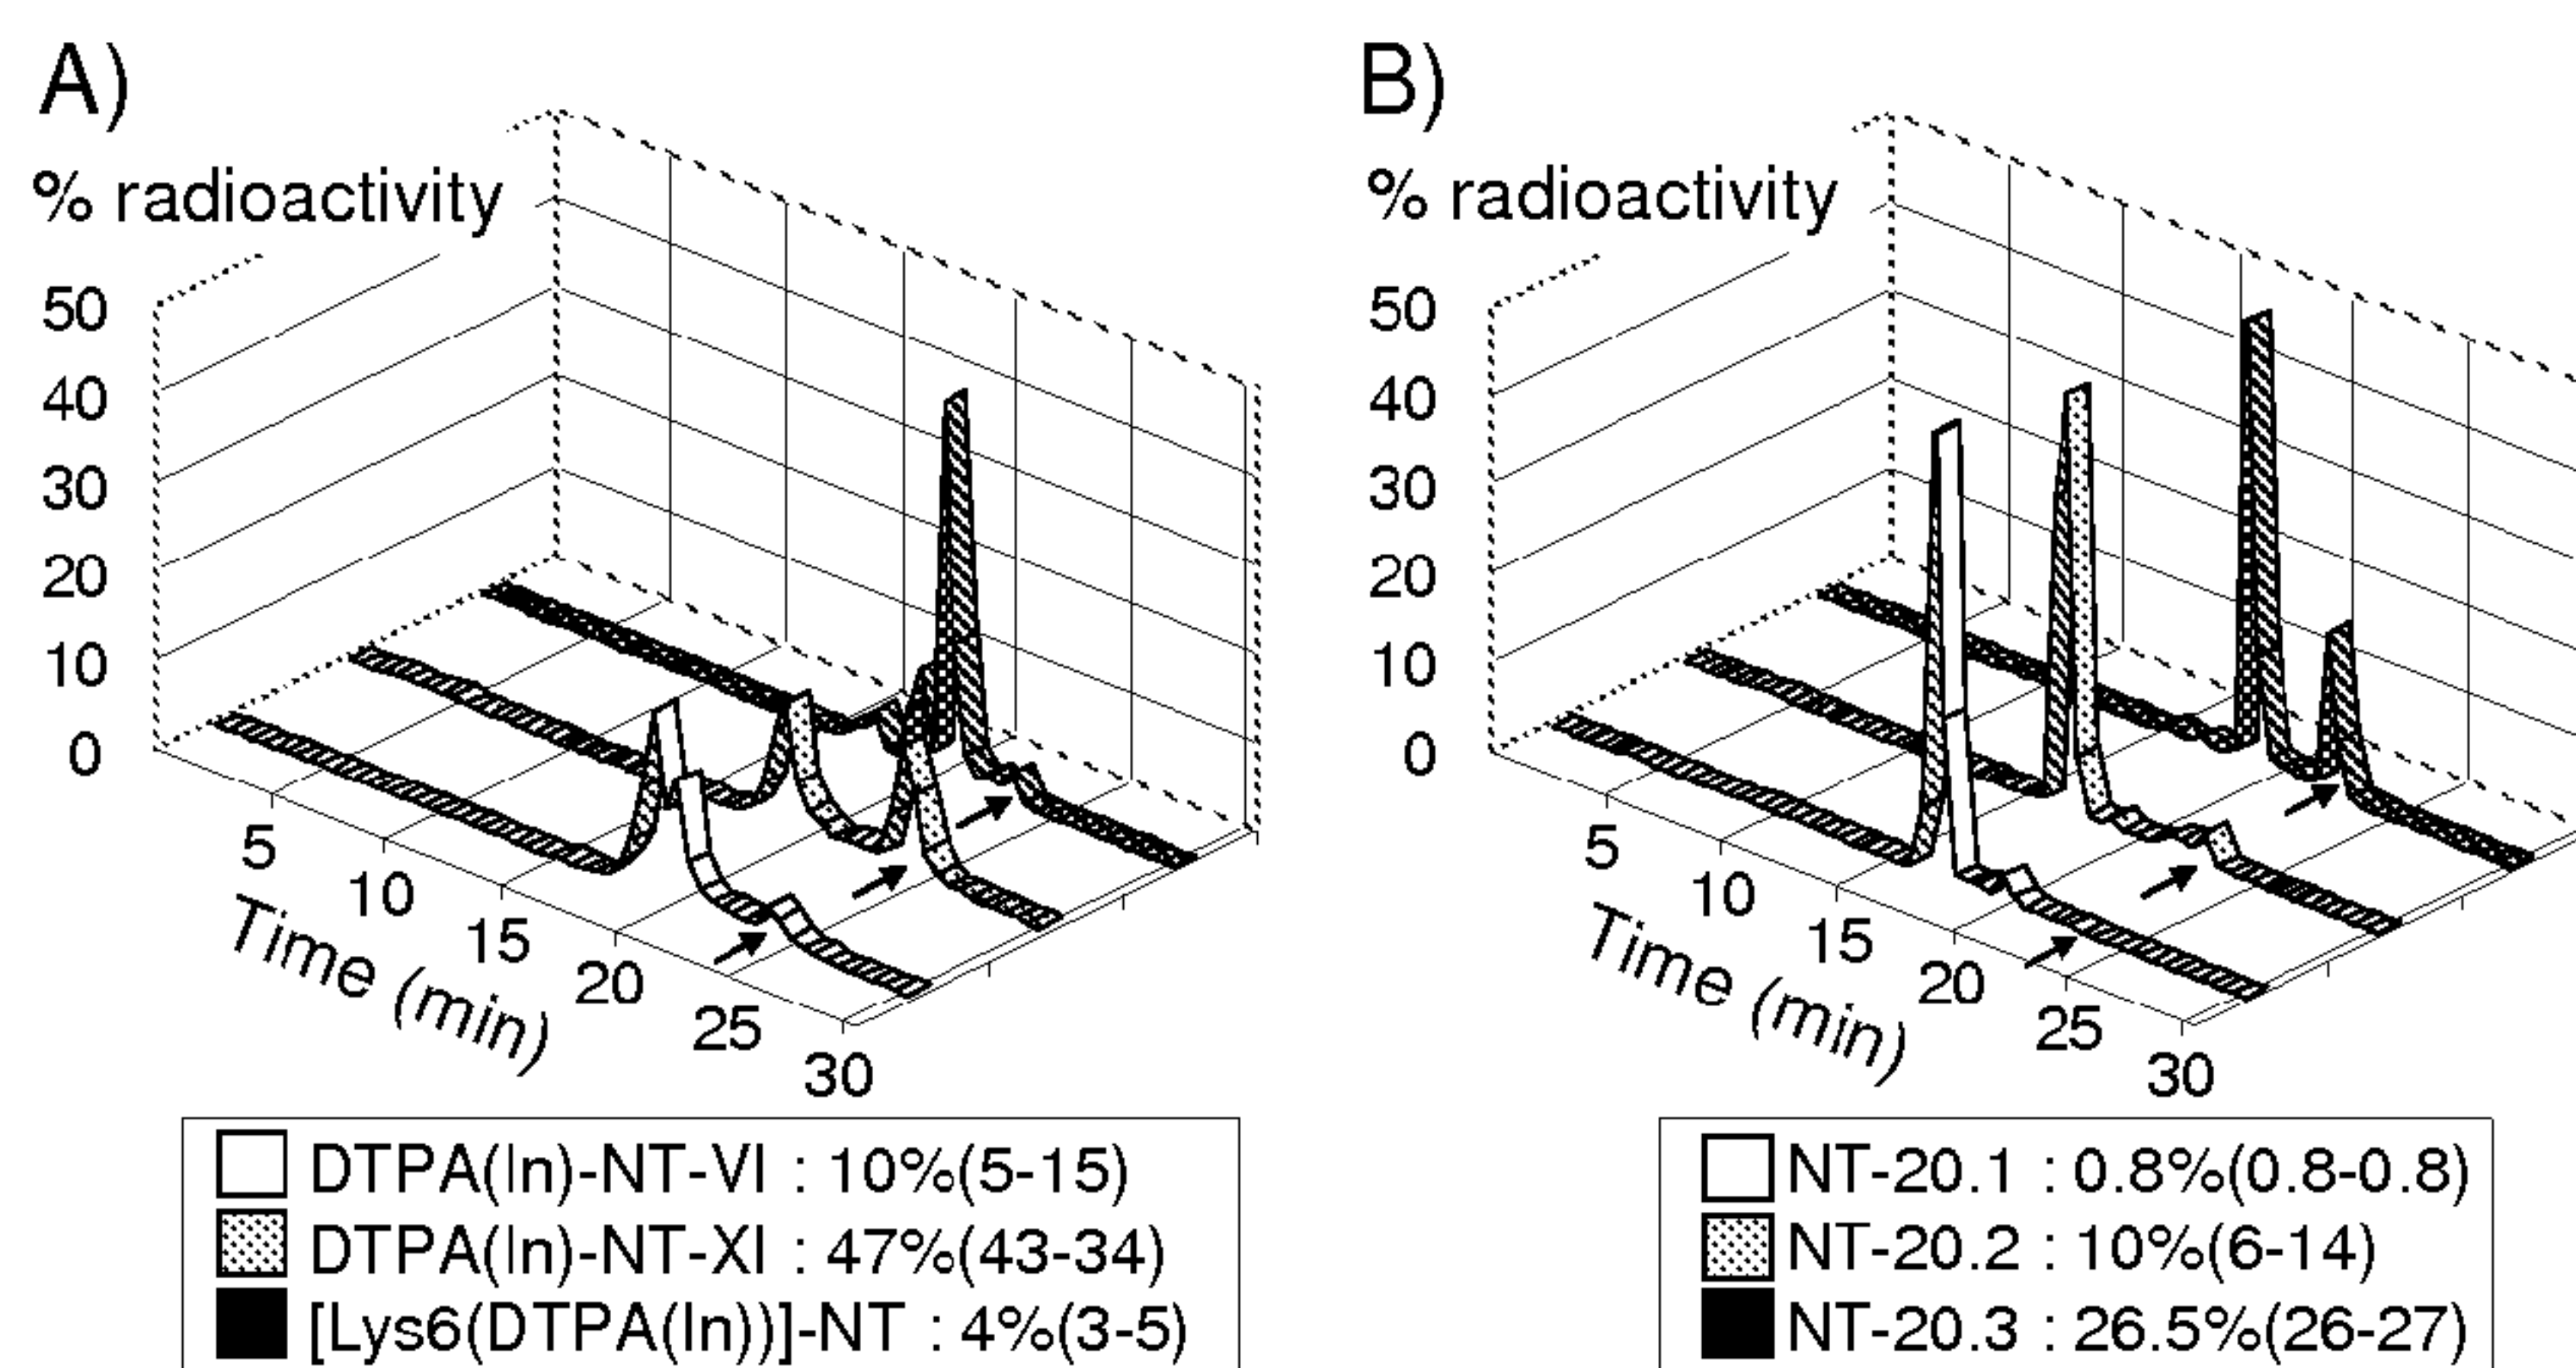 A)
% radioactivity
50
40
30
20
10
0
5
10
15
20
25
30
Time (min)
DTPA(In)-NT-VI : 10%(5-15)
DTPA(In)-NT-XI : 47%(43-34)
[Lys6(DTPA(In))]-NT : 4%(3-5)
B)
% radioactivity
50
40
30
20
10
0
5
10
15
20
25
30
Time (min)
NT-20.1 : 0.8%(0.8-0.8)
NT-20.2 : 10%(6-14)
NT-20.3 : 26.5%(26-27)